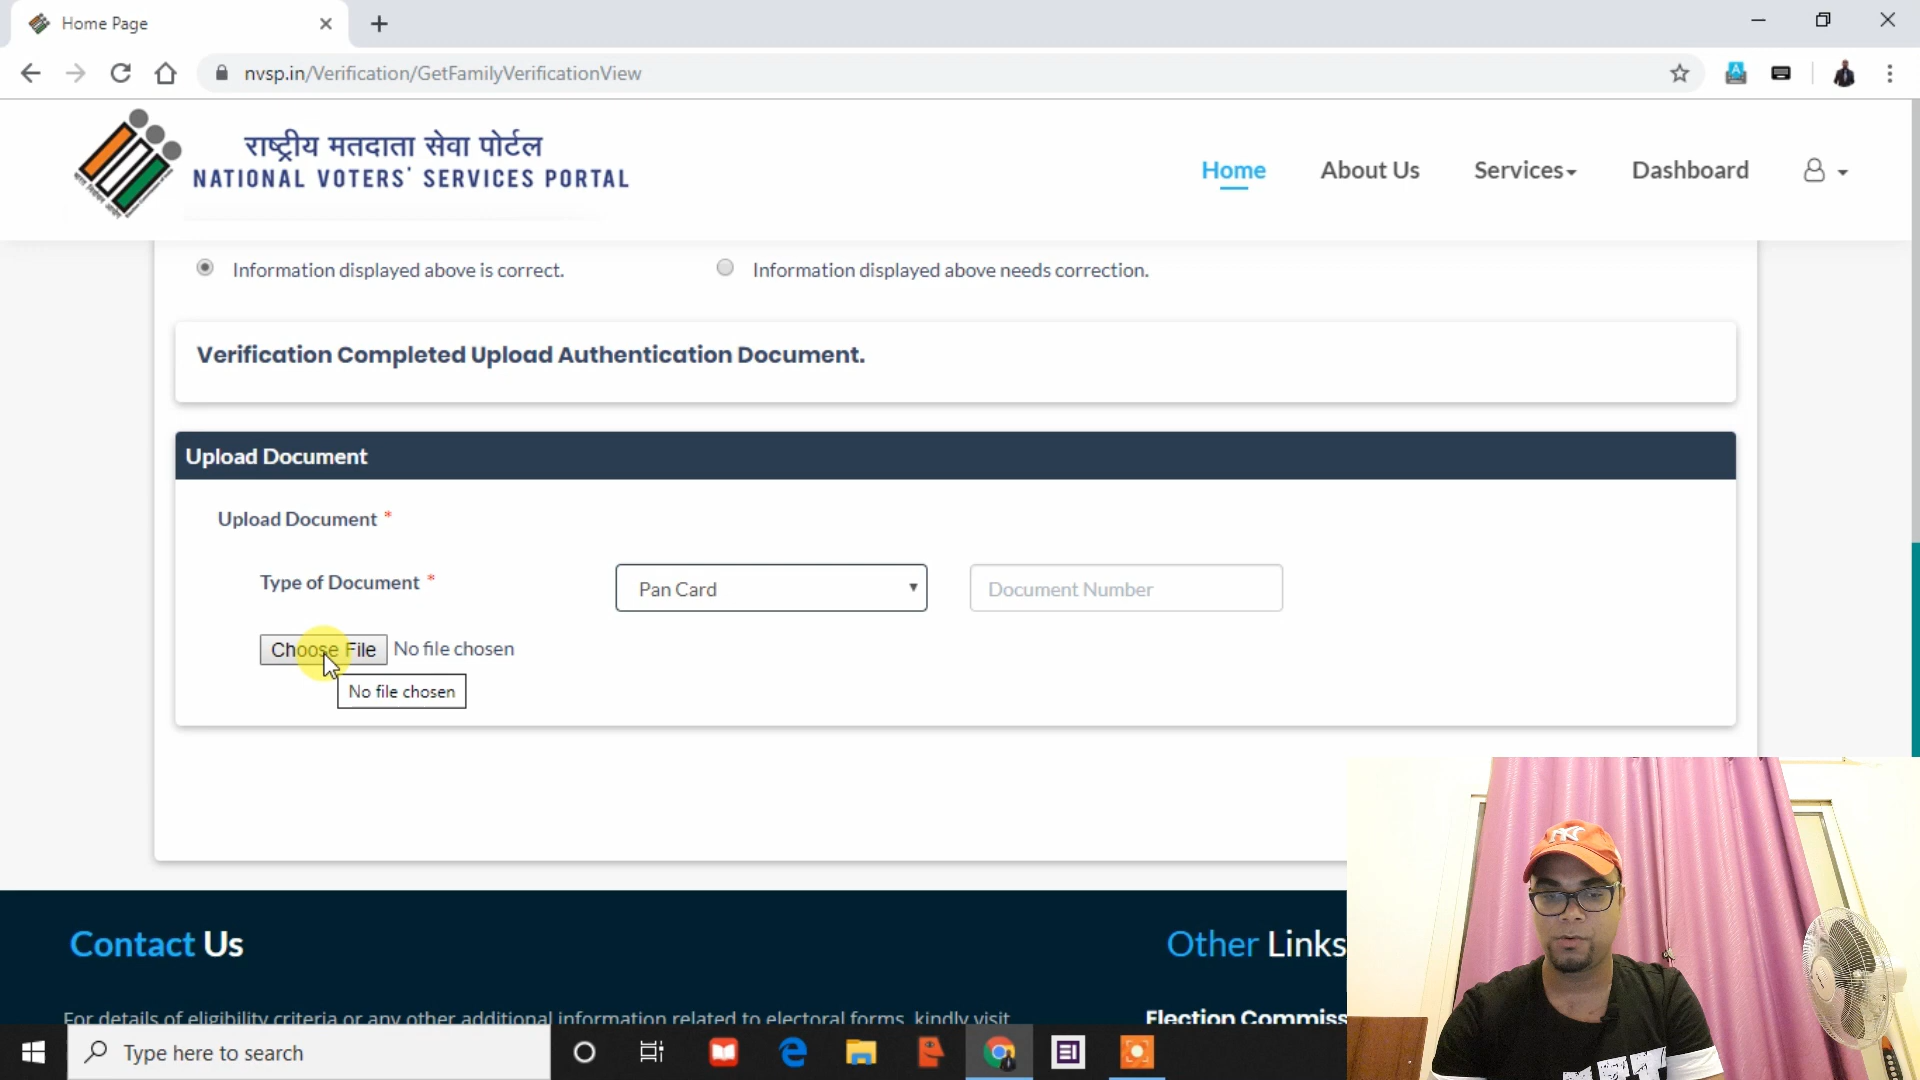 Home Page
nvsp.in/Verification/GetFamilyVerificationView
राष्ट्रीय मतदाता सेवा पोर्टल
NATIONAL VOTERS' SERVICES PORTAL
Home About Us Services Dashboard
Information displayed above is correct. Information displayed above needs correction.
Verification Completed Upload Authentication Document.
Upload Document
Upload Document *
Type of Document * Pan Card Document Number
Choose File No file chosen
No file chosen
Contact Us Other Links
For details of eligibility criteria or any other additional information related to electoral forms, kindly visit
Election Commiss
Type here to search